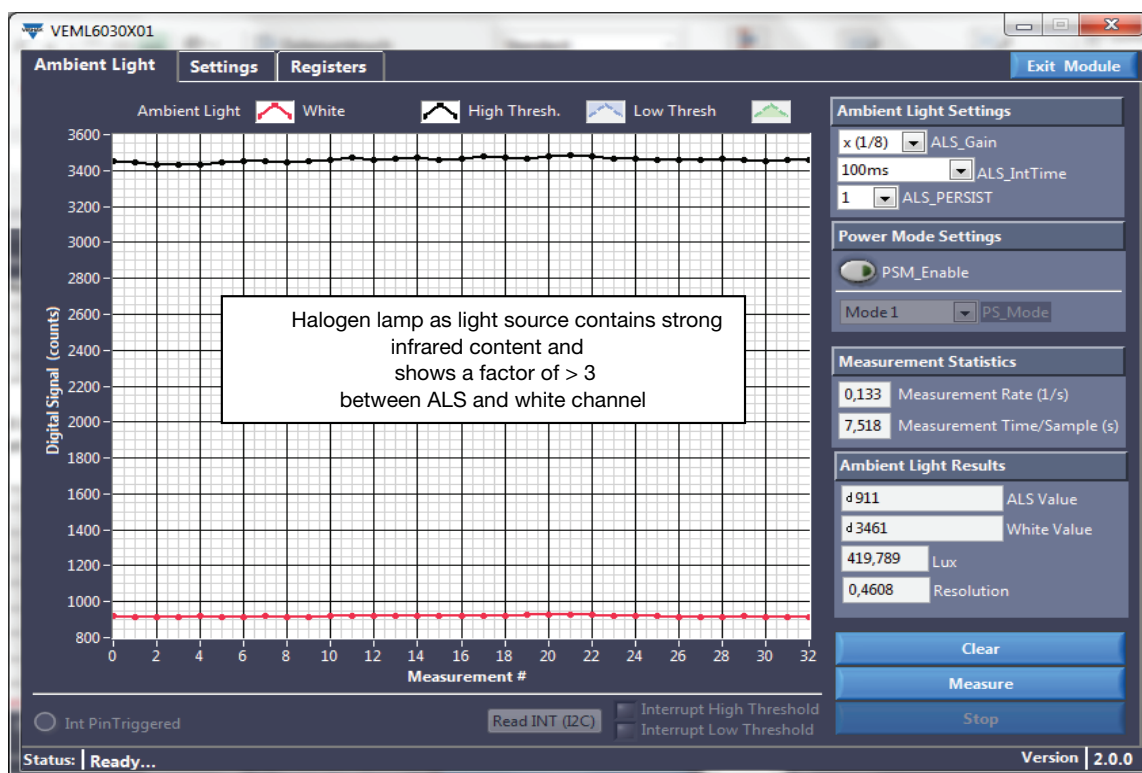 VEML6030X01
Ambient Light Settings Registers Exit Module
Ambient Light White High Thresh. Low Thresh
3600
3400
3200
3000
2800
2600
2400
2200
2000
1800
1600
1400
1200
1000
800
Digital Signal (counts)
Halogen lamp as light source contains strong
infrared content and
shows a factor of > 3
between ALS and white channel
0 2 4 6 8 10 12 14 16 18 20 22 24 26 28 30 32
Measurement #
Ambient Light Settings
x (1/8) ALS_Gain
100ms ALS_IntTime
1 ALS_PERSIST
Power Mode Settings
PSM_Enable
Mode 1 PS_Mode
Measurement Statistics
0,133 Measurement Rate (1/s)
7,518 Measurement Time/Sample (s)
Ambient Light Results
d 911 ALS Value
d 3461 White Value
419,789 Lux
0,4608 Resolution
Clear
Measure
Stop
Int PinTriggered
Read INT (I2C)
Interrupt High Threshold
Interrupt Low Threshold
Status: Ready...
Version 2.0.0